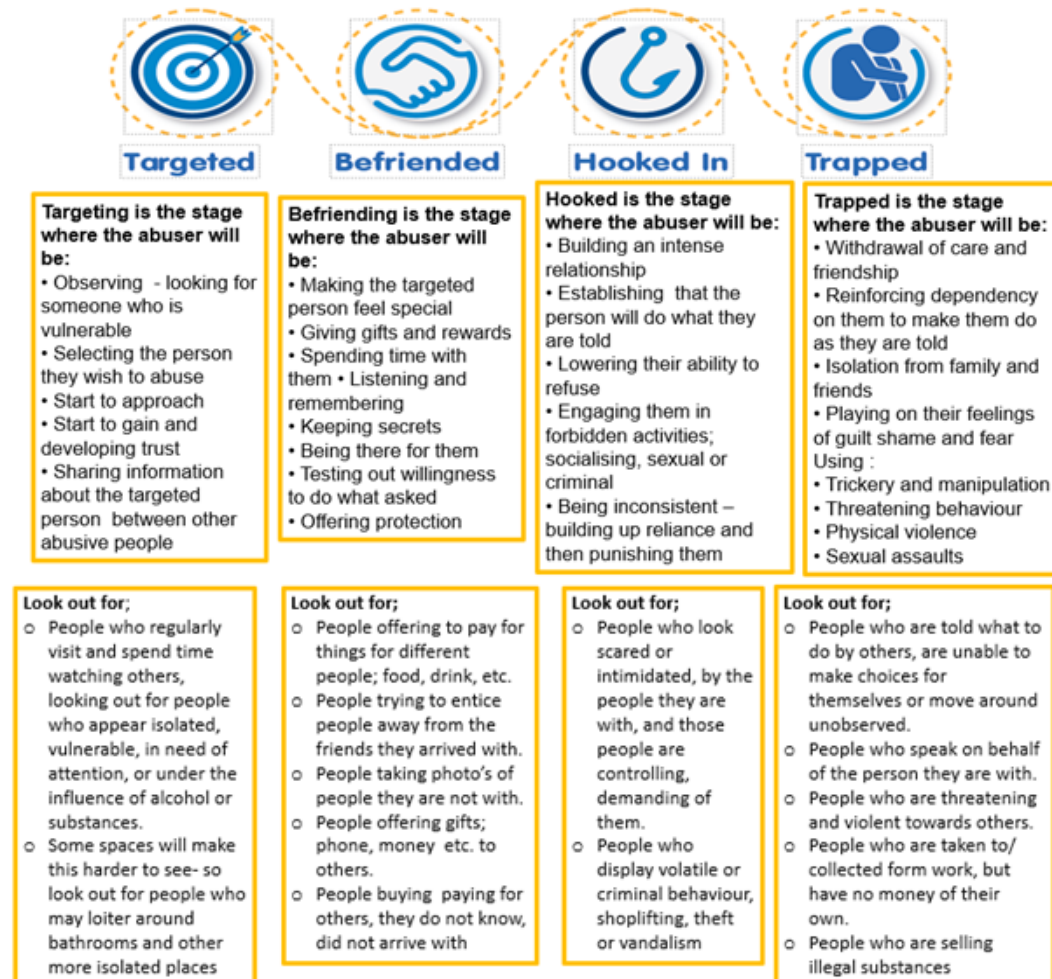 Targeted
Befriended
Hooked In
Trapped
Targeting is the stage
where the abuser will
be:
• Observing - looking for
someone who is
vulnerable
• Selecting the person
they wish to abuse
• Start to approach
• Start to gain and
developing trust
• Sharing information
about the targeted
person between other
abusive people
Befriending is the stage
where the abuser will
be:
• Making the targeted
person feel special
• Giving gifts and rewards
• Spending time with
them • Listening and
remembering
• Keeping secrets
• Being there for them
• Testing out willingness
to do what asked
• Offering protection
Hooked is the stage
where the abuser will be:
• Building an intense
relationship
• Establishing that the
person will do what they
are told
• Lowering their ability to
refuse
• Engaging them in
forbidden activities;
socialising, sexual or
criminal
• Being inconsistent –
building up reliance and
then punishing them
Trapped is the stage
where the abuser will be:
• Withdrawal of care and
friendship
• Reinforcing dependency
on them to make them do
as they are told
• Isolation from family and
friends
• Playing on their feelings
of guilt shame and fear
Using :
• Trickery and manipulation
• Threatening behaviour
• Physical violence
• Sexual assaults
Look out for;
o People who regularly
visit and spend time
watching others,
looking out for people
who appear isolated,
vulnerable, in need of
attention, or under the
influence of alcohol or
substances.
o Some spaces will make
this harder to see- so
look out for people who
may loiter around
bathrooms and other
more isolated places
Look out for;
o People offering to pay for
things for different
people; food, drink, etc.
o People trying to entice
people away from the
friends they arrived with.
o People taking photo's of
people they are not with.
o People offering gifts;
phone, money etc. to
others.
o People buying paying for
others, they do not know,
did not arrive with
Look out for;
o People who look
scared or
intimidated, by the
people they are
with, and those
people are
controlling,
demanding of
them.
o People who
display volatile or
criminal behaviour,
shoplifting, theft
or vandalism
Look out for;
o People who are told what to
do by others, are unable to
make choices for
themselves or move around
unobserved.
o People who speak on behalf
of the person they are with.
o People who are threatening
and violent towards others.
o People who are taken to/
collected form work, but
have no money of their
own.
o People who are selling
illegal substances